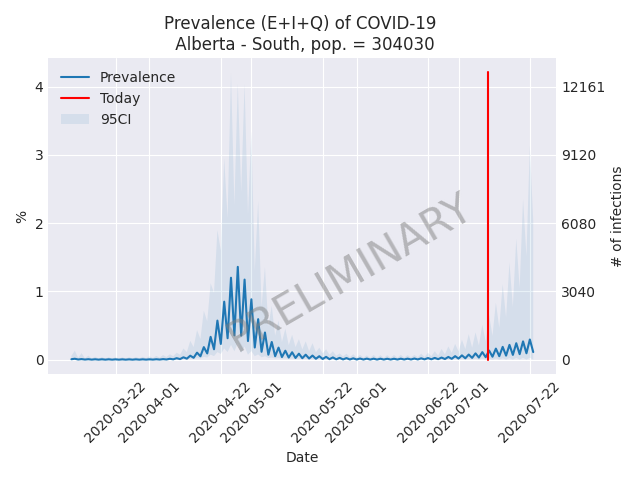 Prevalence (E+I+Q) of COVID-19
Alberta - South, pop. = 304030
Prevalence
Today
95CI
4
3
2
1
0
%
12161
9120
6080
3040
0
# of infections
PRELIMINARY
2020-03-22
2020-04-01
2020-04-22
2020-05-01
2020-05-22
2020-06-01
2020-06-22
2020-07-01
2020-07-22
Date